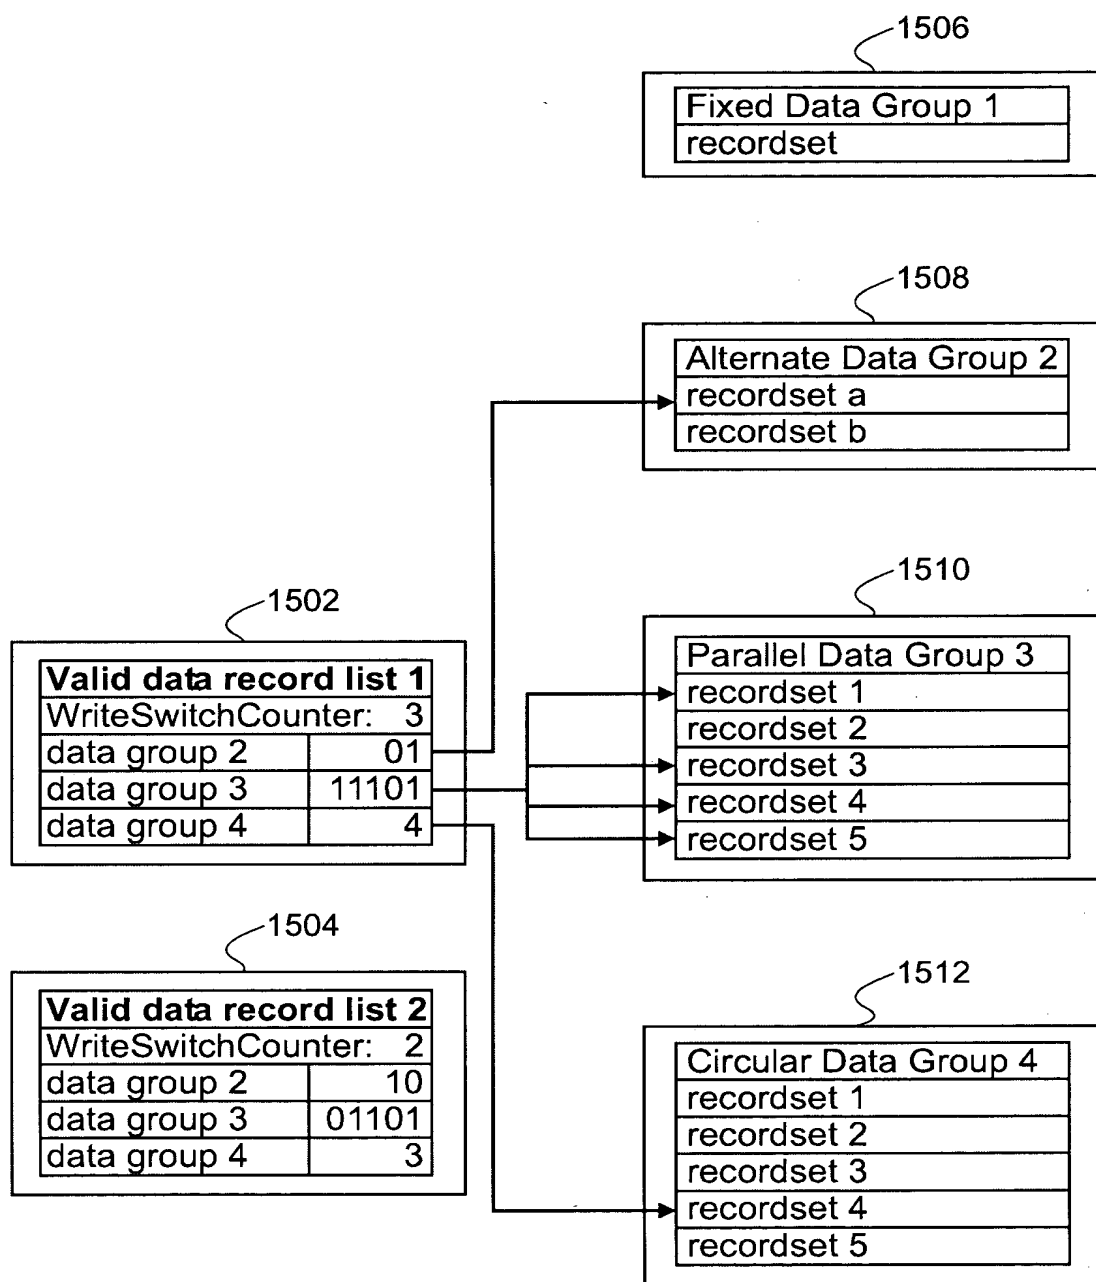 1506
Fixed Data Group 1
recordset
1508
Alternate Data Group 2
recordset a
recordset b
1510
Parallel Data Group 3
recordset 1
recordset 2
recordset 3
recordset 4
recordset 5
1502
Valid data record list 1
WriteSwitchCounter: 3
data group 2 01
data group 3 11101
data group 4 4
1504
Valid data record list 2
WriteSwitchCounter: 2
data group 2 10
data group 3 01101
data group 4 3
1512
Circular Data Group 4
recordset 1
recordset 2
recordset 3
recordset 4
recordset 5